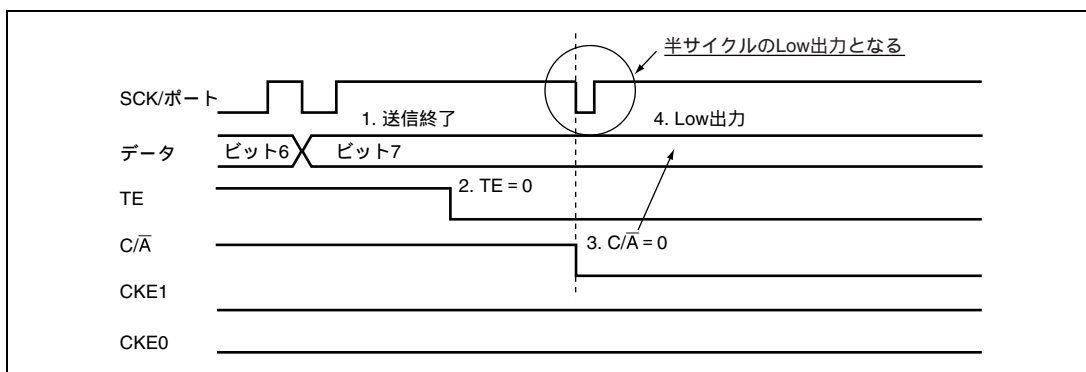 半サイクルのLow出力となる
SCK/ポート
1. 送信終了
4. Low出力
データ
ビット6
ビット7
TE
2. TE = 0
C/A̅
3. C/A̅ = 0
CKE1
CKE0